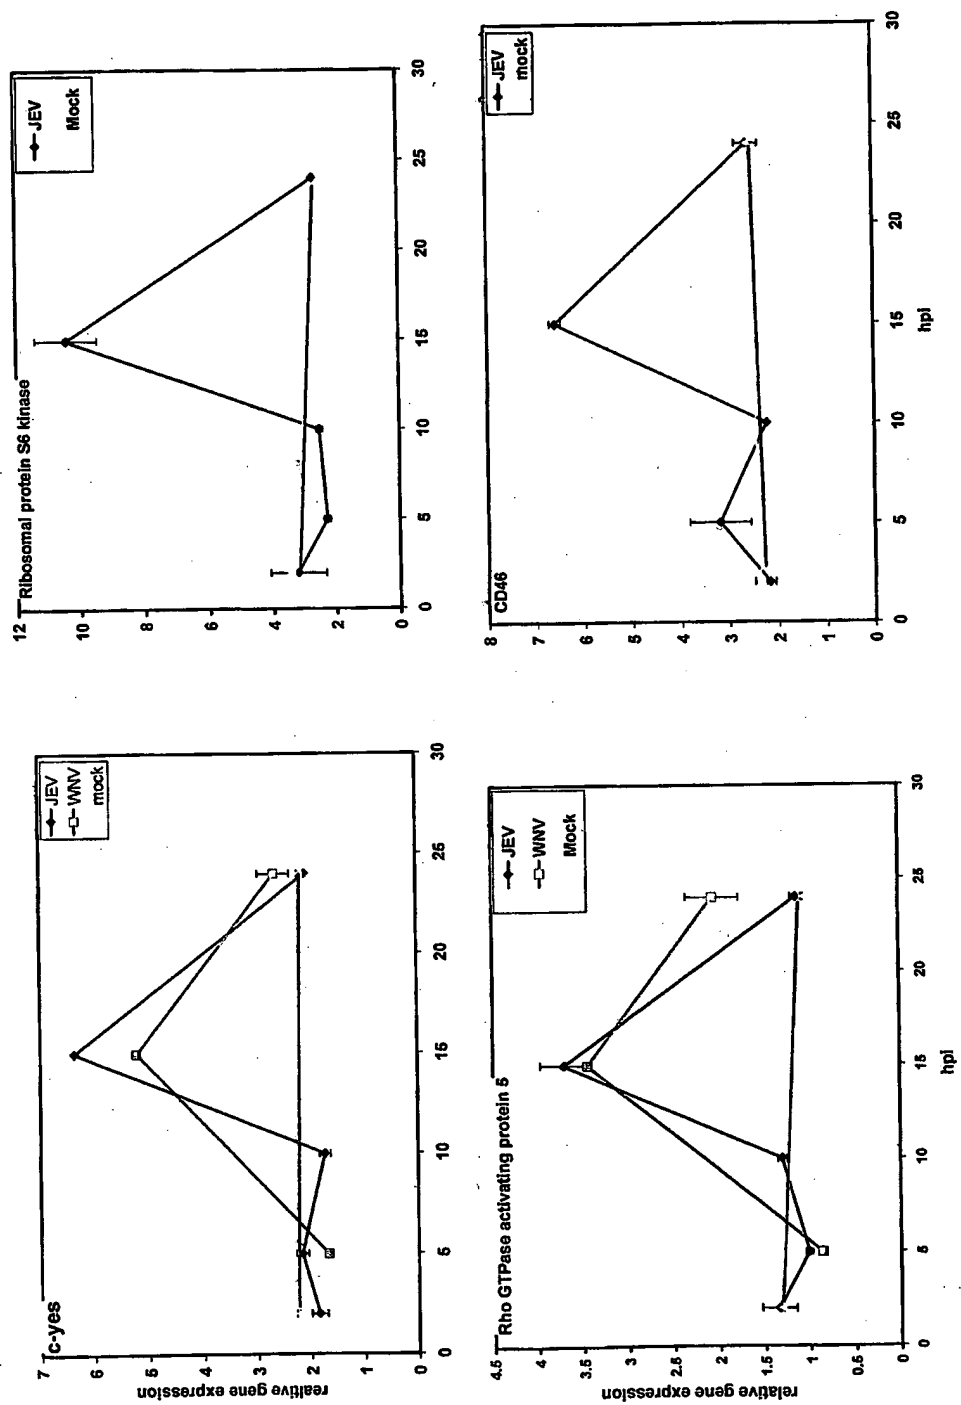 c-yes
JEV
WNV
mock
realtive gene expression
7
6
5
4
3
2
1
0
0 5 10 15 20 25 30
Ribosomal protein S6 kinase
JEV
Mock
12
10
8
6
4
2
0
0 5 10 15 20 25 30
Rho GTPase activating protein 5
JEV
WNV
Mock
relative gene expression
4.5
4
3.5
3
2.5
2
1.5
1
0.5
0
0 5 10 15 20 25 30
hpi
CD46
JEV
mock
8
7
6
5
4
3
2
1
0
0 5 10 15 20 25 30
hpi